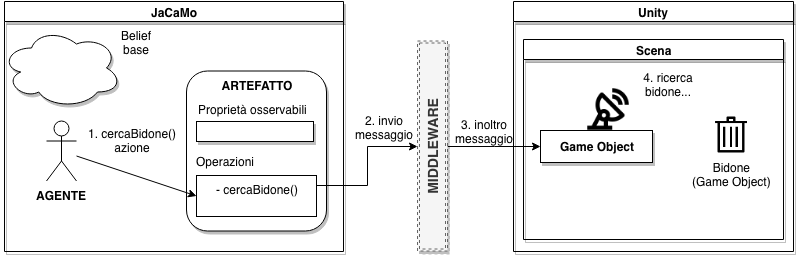 JaCaMo
Belief
base
ARTEFATTO
Proprietà osservabili
1. cercaBidone()
azione
Operazioni
- cercaBidone()
AGENTE
2. invio
messaggio
MIDDLEWARE
3. inoltro
messaggio
Unity
Scena
4. ricerca
bidone...
Game Object
Bidone
(Game Object)